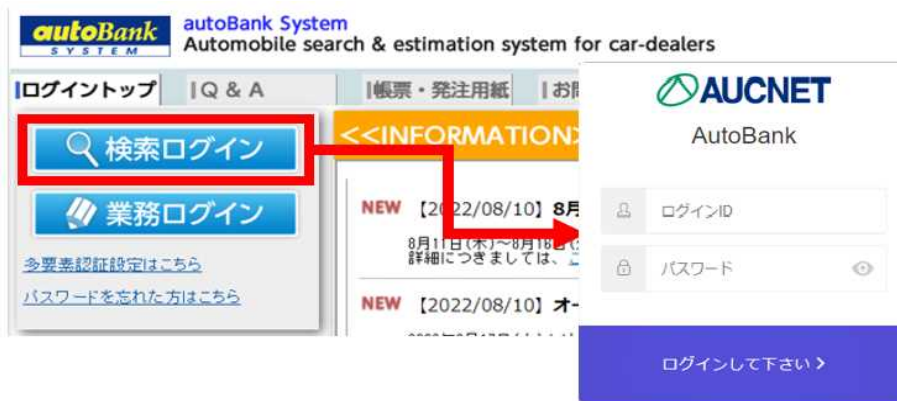 autoBank
SYSTEM
autoBank System
Automobile search & estimation system for car-dealers
ログイントップ
Q & A
帳票・発注用紙
検索ログイン
業務ログイン
多要素認証設定はこちら
パスワードを忘れた方はこちら
<<INFORMATION
NEW 【2022/08/10】8月
8月11日(木)~8月16日
詳細につきましては、
NEW 【2022/08/10】オー
AUCNET
AutoBank
ログインID
パスワード
ログインして下さい >